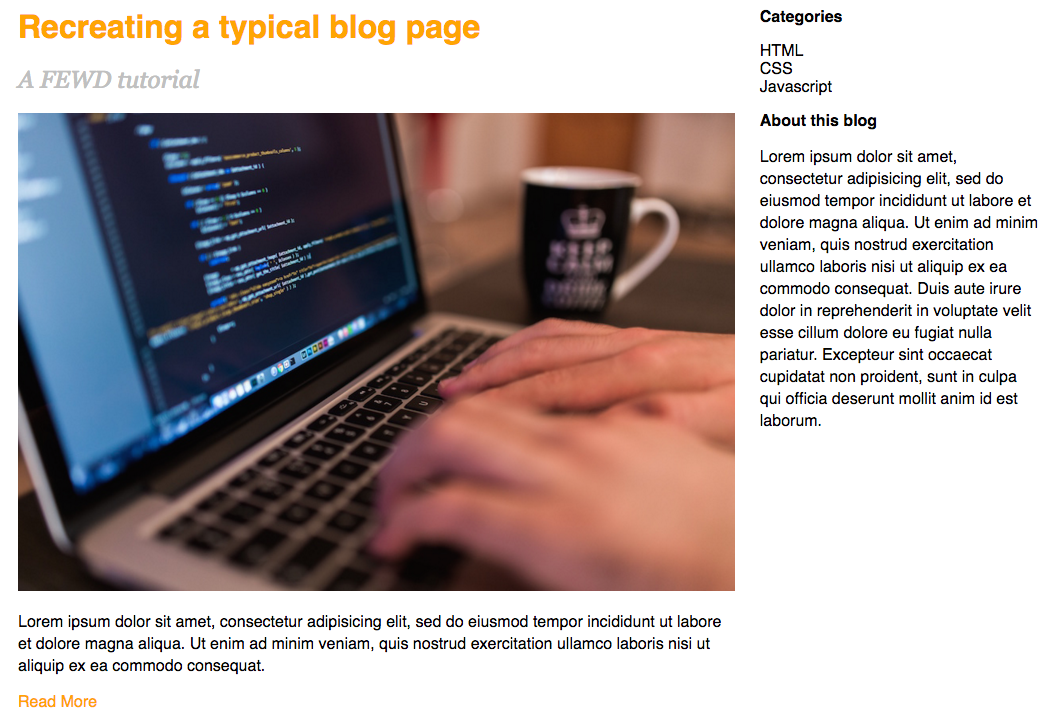 Recreating a typical blog page
A FEWD tutorial
KEEP
CALM
Lorem ipsum dolor sit amet, consectetur adipisicing elit, sed do eiusmod tempor incididunt ut labore
et dolore magna aliqua. Ut enim ad minim veniam, quis nostrud exercitation ullamco laboris nisi ut
aliquip ex ea commodo consequat.
Read More
Categories
HTML
CSS
Javascript
About this blog
Lorem ipsum dolor sit amet,
consectetur adipisicing elit, sed do
eiusmod tempor incididunt ut labore et
dolore magna aliqua. Ut enim ad minim
veniam, quis nostrud exercitation
ullamco laboris nisi ut aliquip ex ea
commodo consequat. Duis aute irure
dolor in reprehenderit in voluptate velit
esse cillum dolore eu fugiat nulla
pariatur. Excepteur sint occaecat
cupidatat non proident, sunt in culpa
qui officia deserunt mollit anim id est
laborum.